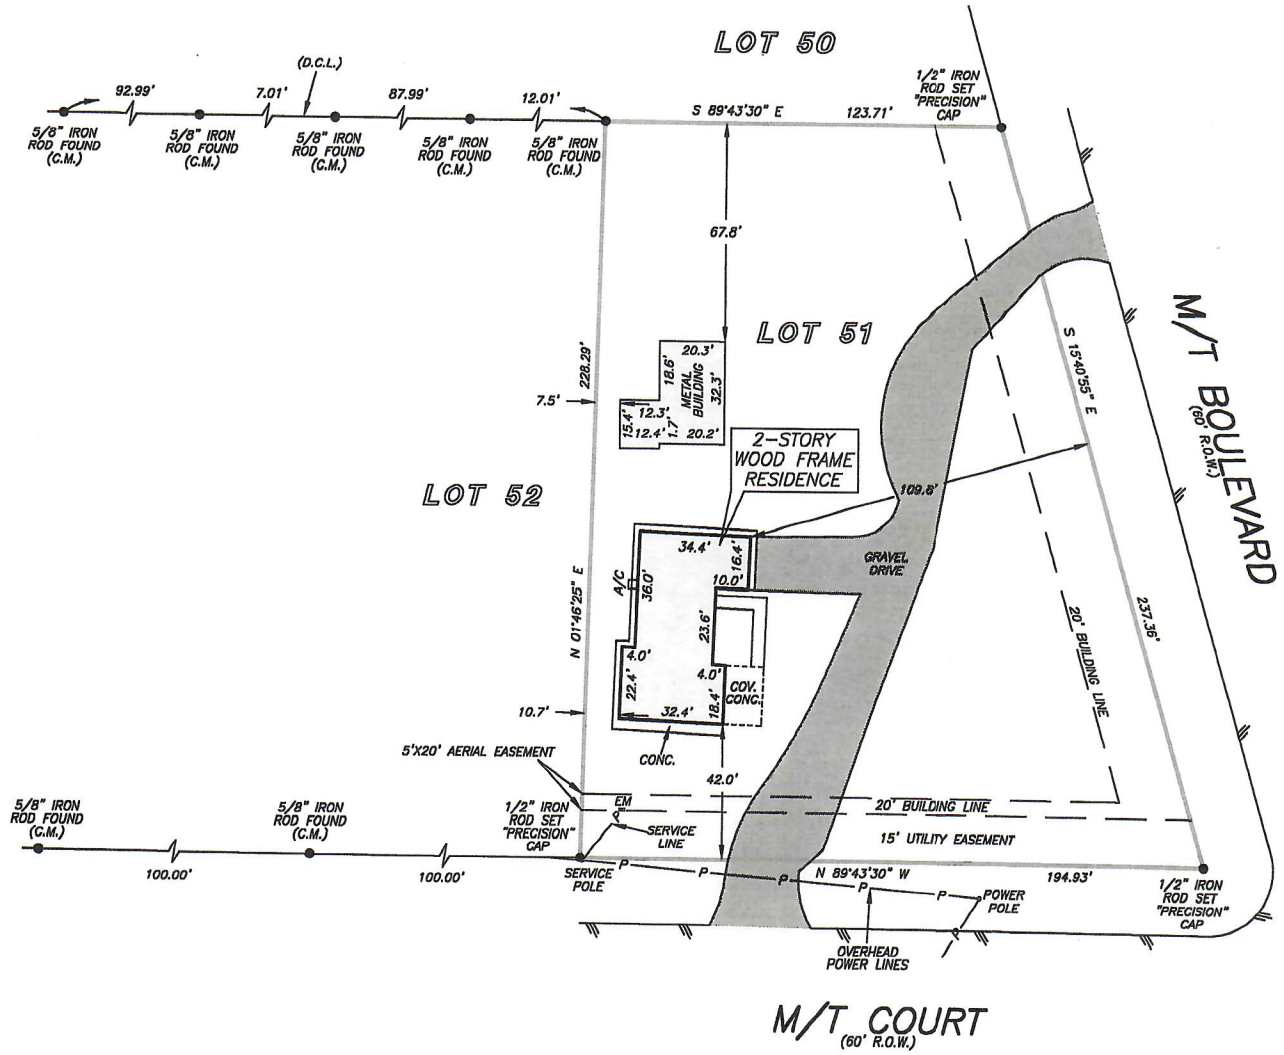 LOT 50
(D.C.L.)
92.99'
7.01'
87.99'
12.01'
5/8" IRON
ROD FOUND
(C.M.)
5/8" IRON
ROD FOUND
(C.M.)
5/8" IRON
ROD FOUND
(C.M.)
5/8" IRON
ROD FOUND
(C.M.)
5/8" IRON
ROD FOUND
(C.M.)
S 89°43'30" E
123.71'
1/2" IRON
ROD SET
"PRECISION"
CAP
67.8'
LOT 51
228.29'
7.5'
20.3'
18.6'
METAL
BUILDING
32.3'
12.3'
15.4'
12.4'
1.7'
20.2'
S 15°40'55" E
M/T BOULEVARD
(60' R.O.W.)
2-STORY
WOOD FRAME
RESIDENCE
LOT 52
109.6'
34.4'
16.4'
GRAVEL
DRIVE
A/C
36.0'
10.0'
N 01°46'25" E
23.6'
237.36'
20' BUILDING LINE
4.0'
4.0'
22.4'
18.4'
COV.
CONC.
32.4'
10.7'
CONC.
5'X20' AERIAL EASEMENT
42.0'
5/8" IRON
ROD FOUND
(C.M.)
5/8" IRON
ROD FOUND
(C.M.)
1/2" IRON
ROD SET
"PRECISION"
CAP
EM
SERVICE
LINE
20' BUILDING LINE
15' UTILITY EASEMENT
100.00'
100.00'
SERVICE
POLE
P
P
P
P
P
P
N 89°43'30" W
194.93'
POWER
POLE
1/2" IRON
ROD SET
"PRECISION"
CAP
OVERHEAD
POWER LINES
M/T COURT
(60' R.O.W.)